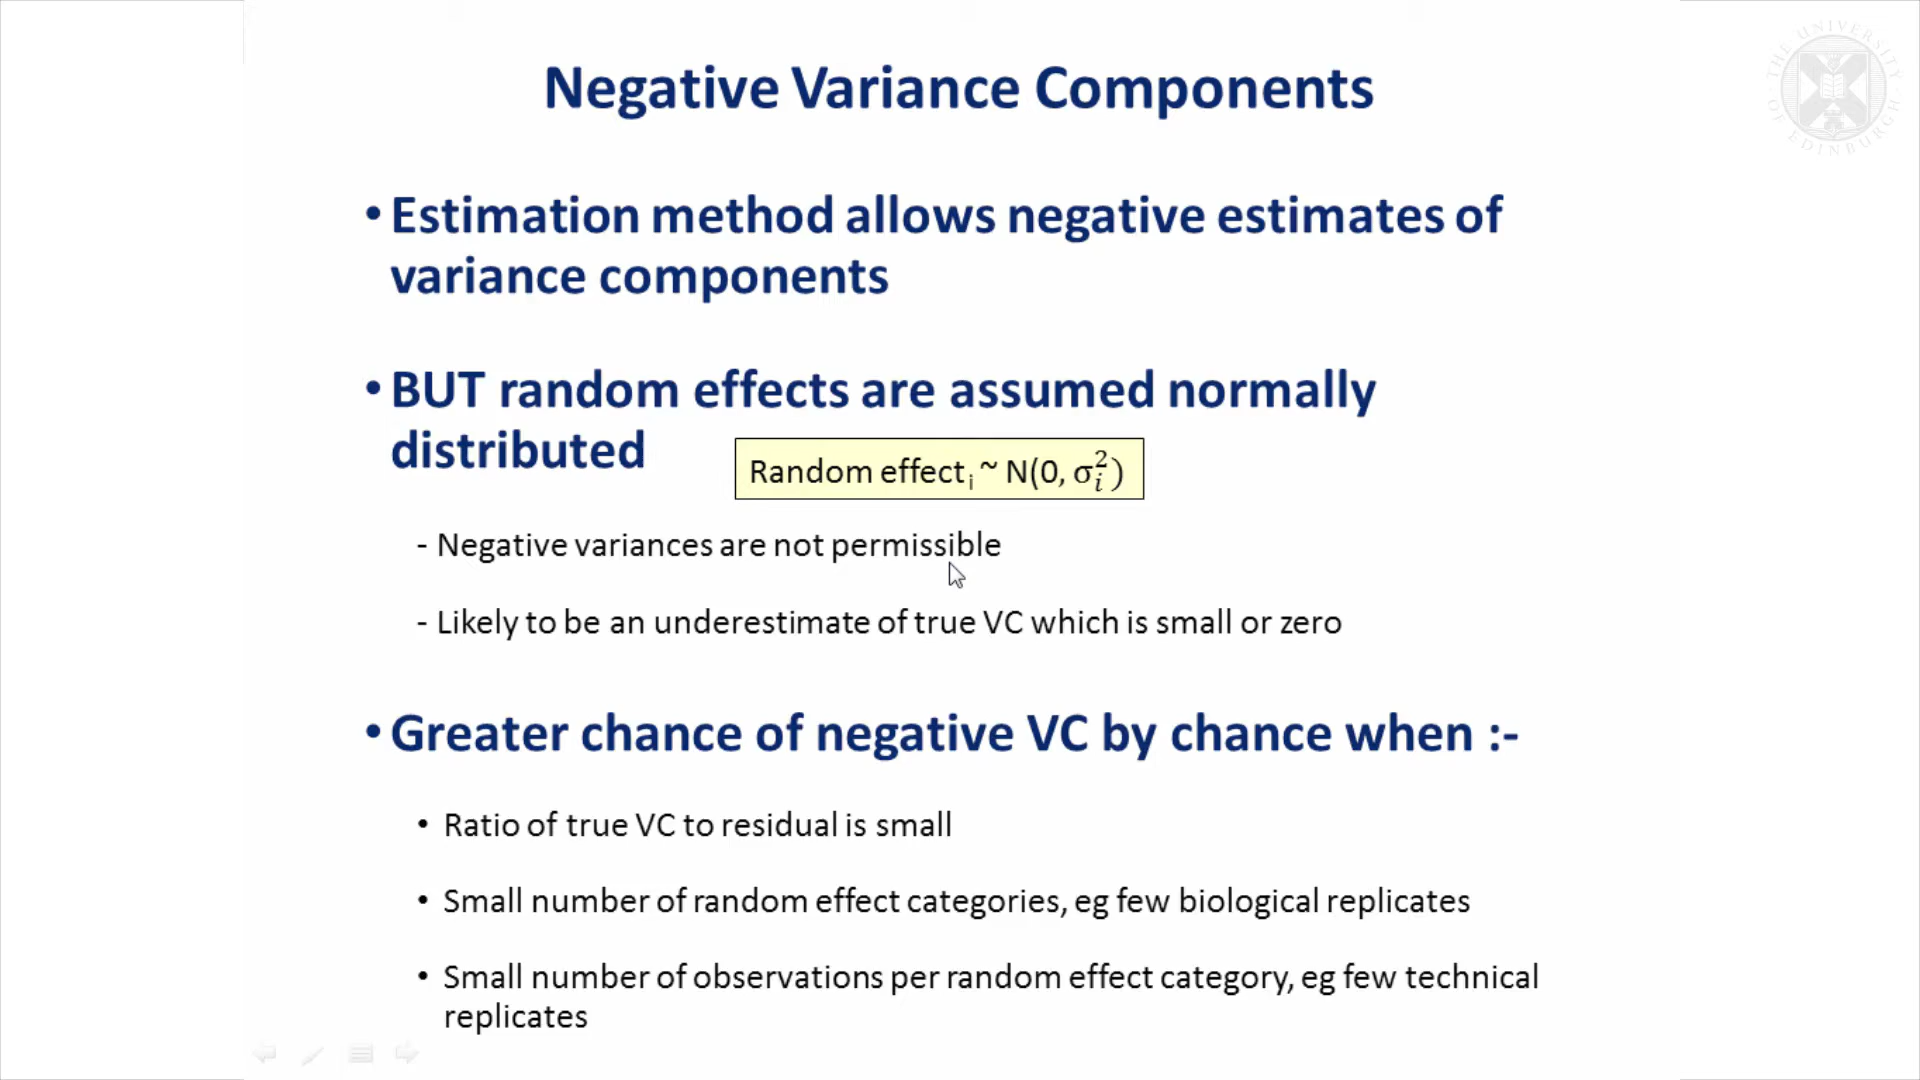 Negative Variance Components
THE UNIVERSITY OF EDINBURGH
• Estimation method allows negative estimates of
variance components
• BUT random effects are assumed normally
distributed
Random effectᵢ ~ N(0, σᵢ²)
- Negative variances are not permissible
- Likely to be an underestimate of true VC which is small or zero
• Greater chance of negative VC by chance when :-
• Ratio of true VC to residual is small
• Small number of random effect categories, eg few biological replicates
• Small number of observations per random effect category, eg few technical
replicates